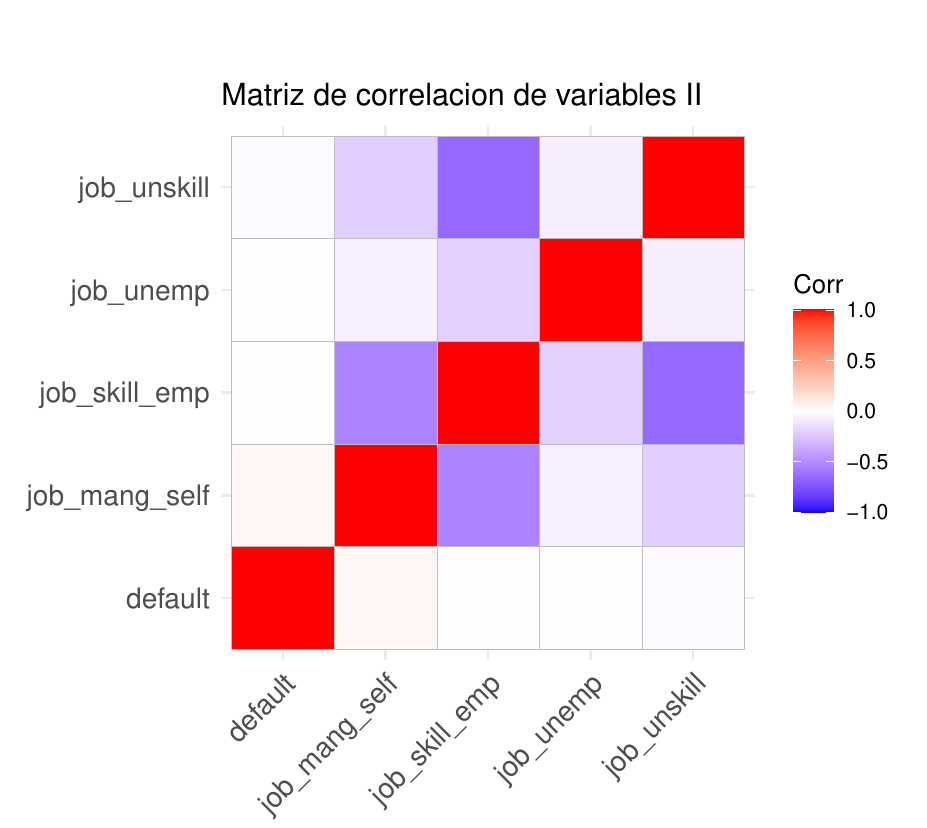 Matriz de correlacion de variables II
job_unskill
job_unemp
job_skill_emp
job_mang_self
default
default
job_mang_self
job_skill_emp
job_unemp
job_unskill
Corr
1.0
0.5
0.0
−0.5
−1.0